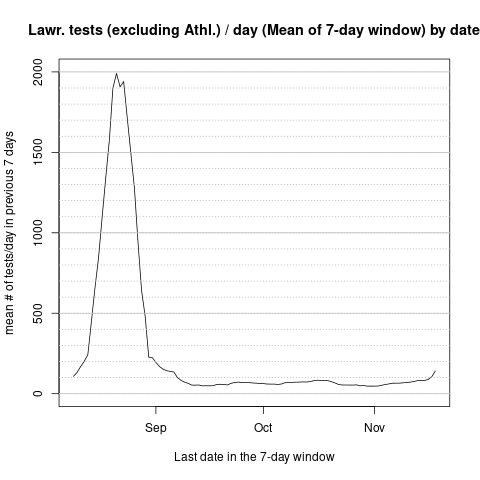 Lawr. tests (excluding Athl.) / day (Mean of 7-day window) by date
mean # of tests/day in previous 7 days
2000
1500
1000
500
0
Sep Oct Nov
Last date in the 7-day window